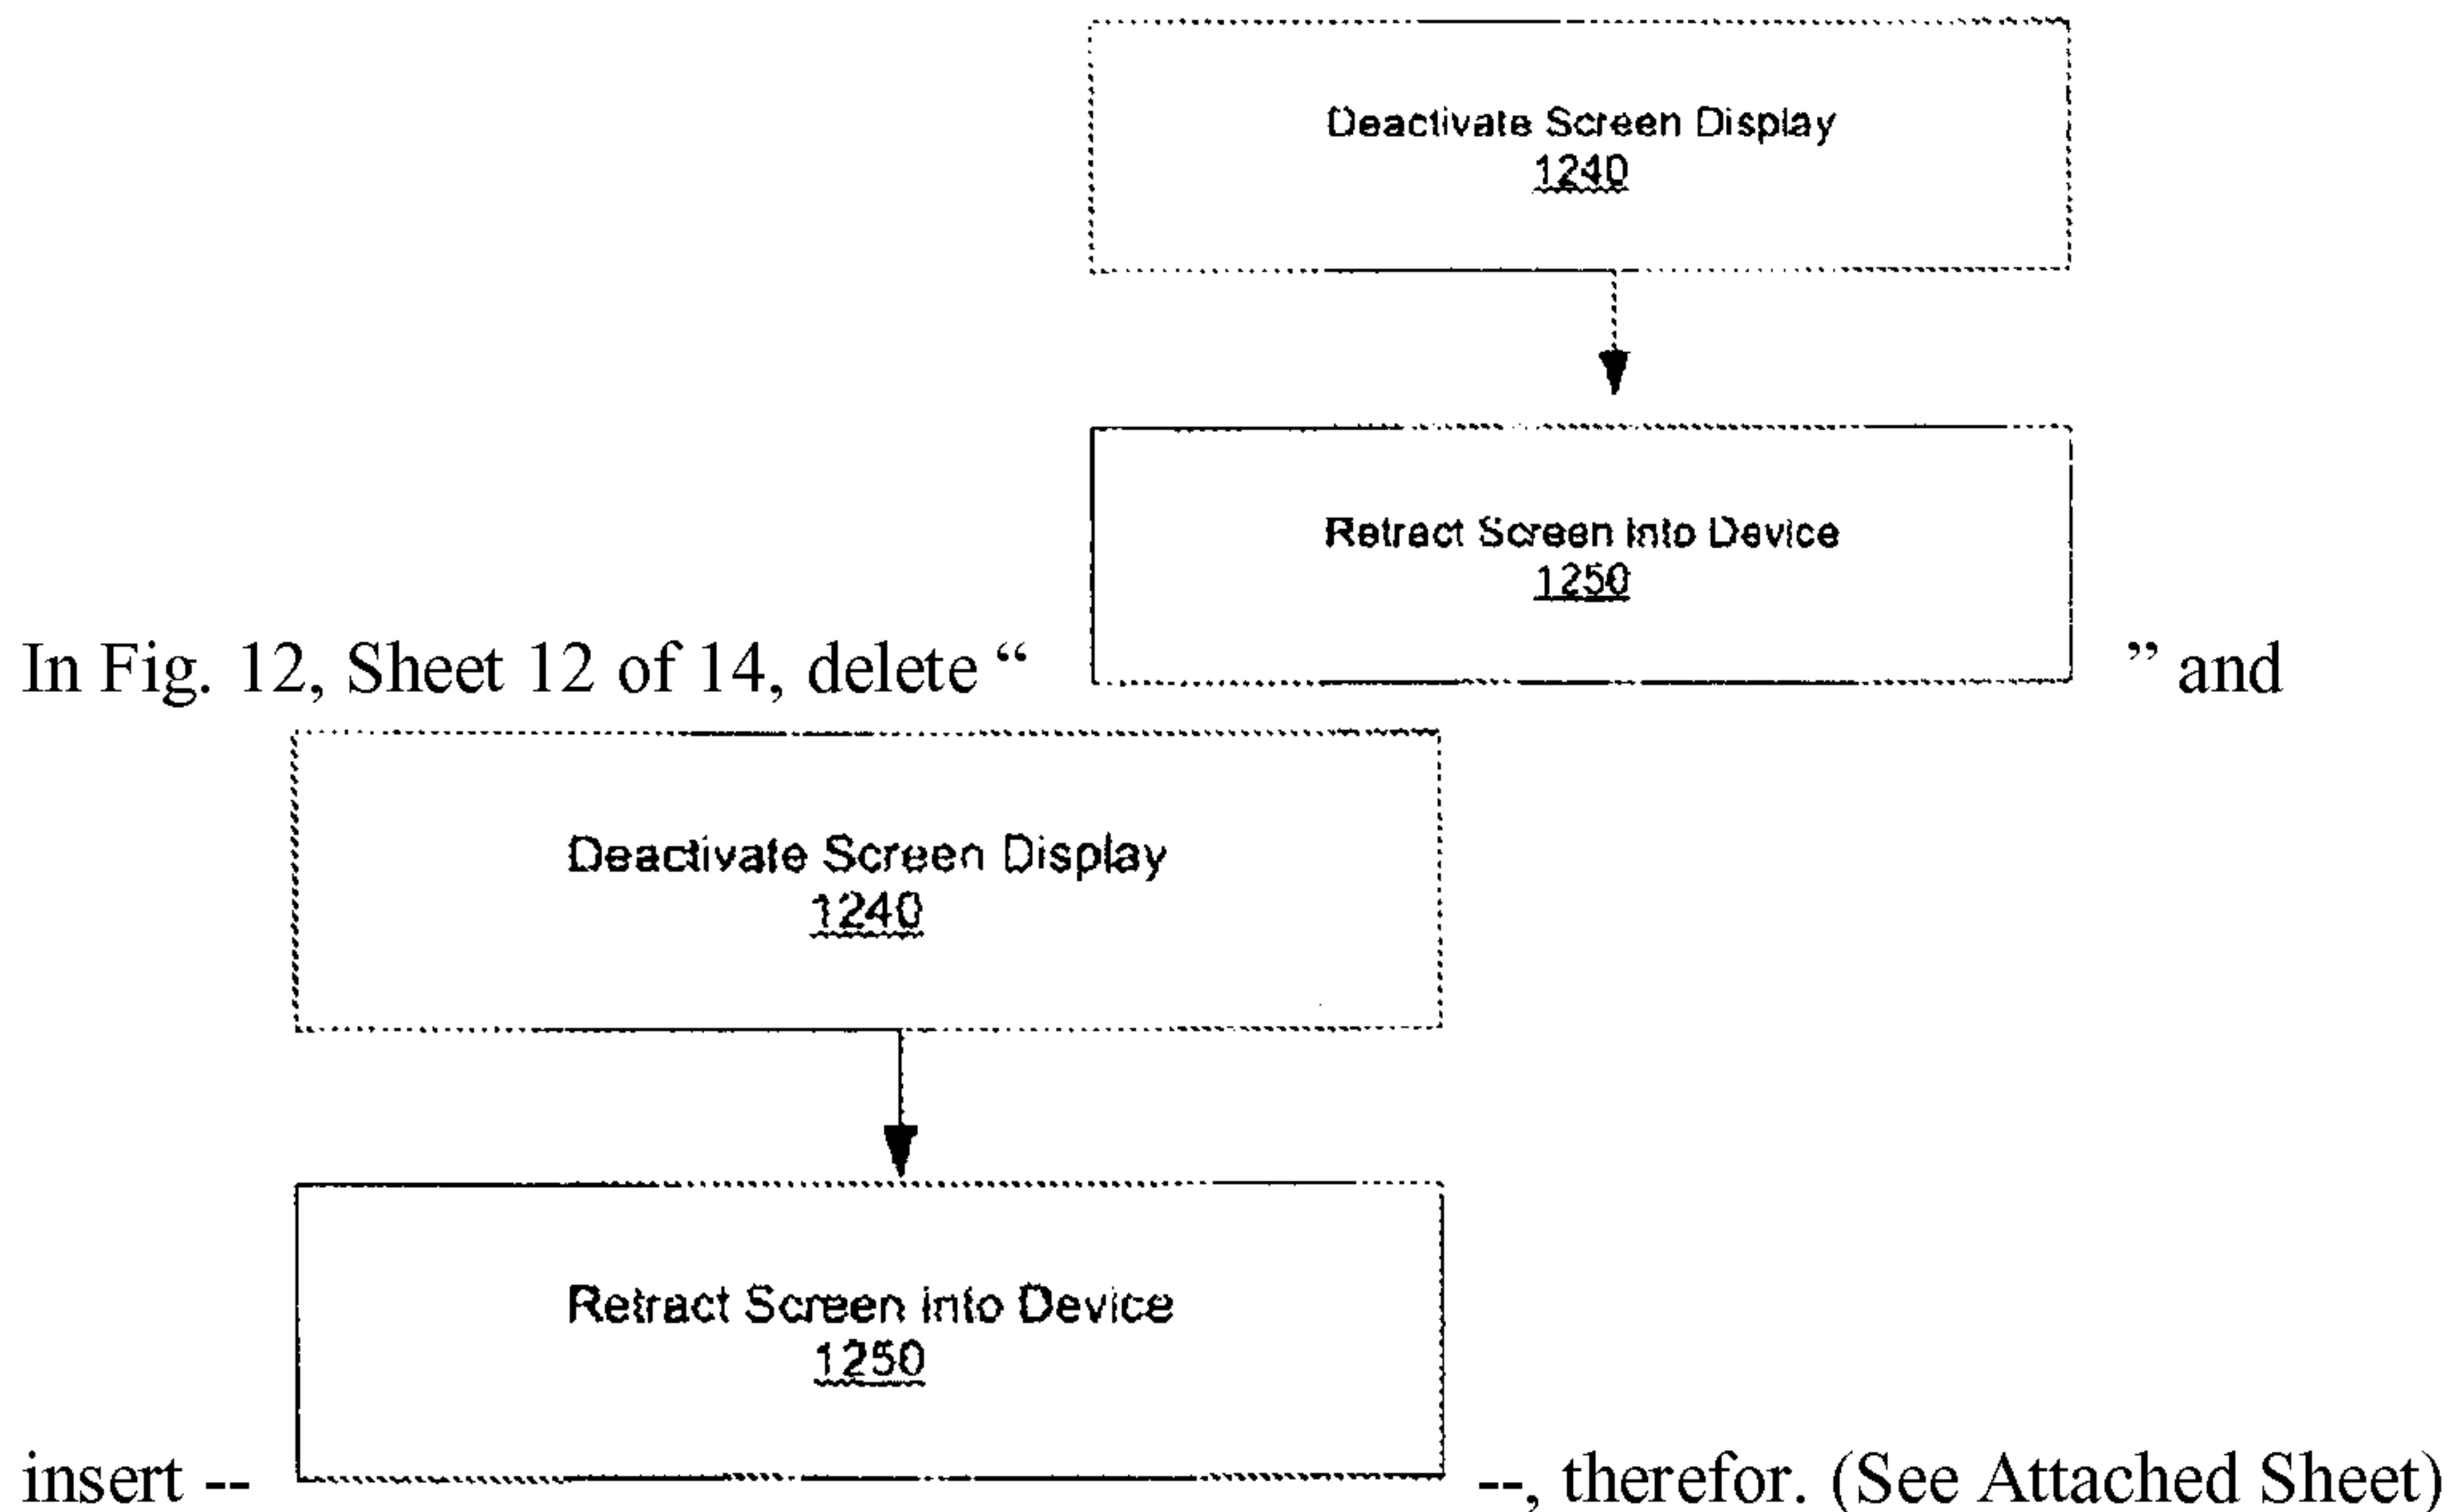 Deactivate Screen Display
1240
Retract Screen Into Device
1250
In Fig. 12, Sheet 12 of 14, delete “ ” and
Deactivate Screen Display
1240
Retract Screen into Device
1250
insert -- --, therefor. (See Attached Sheet)